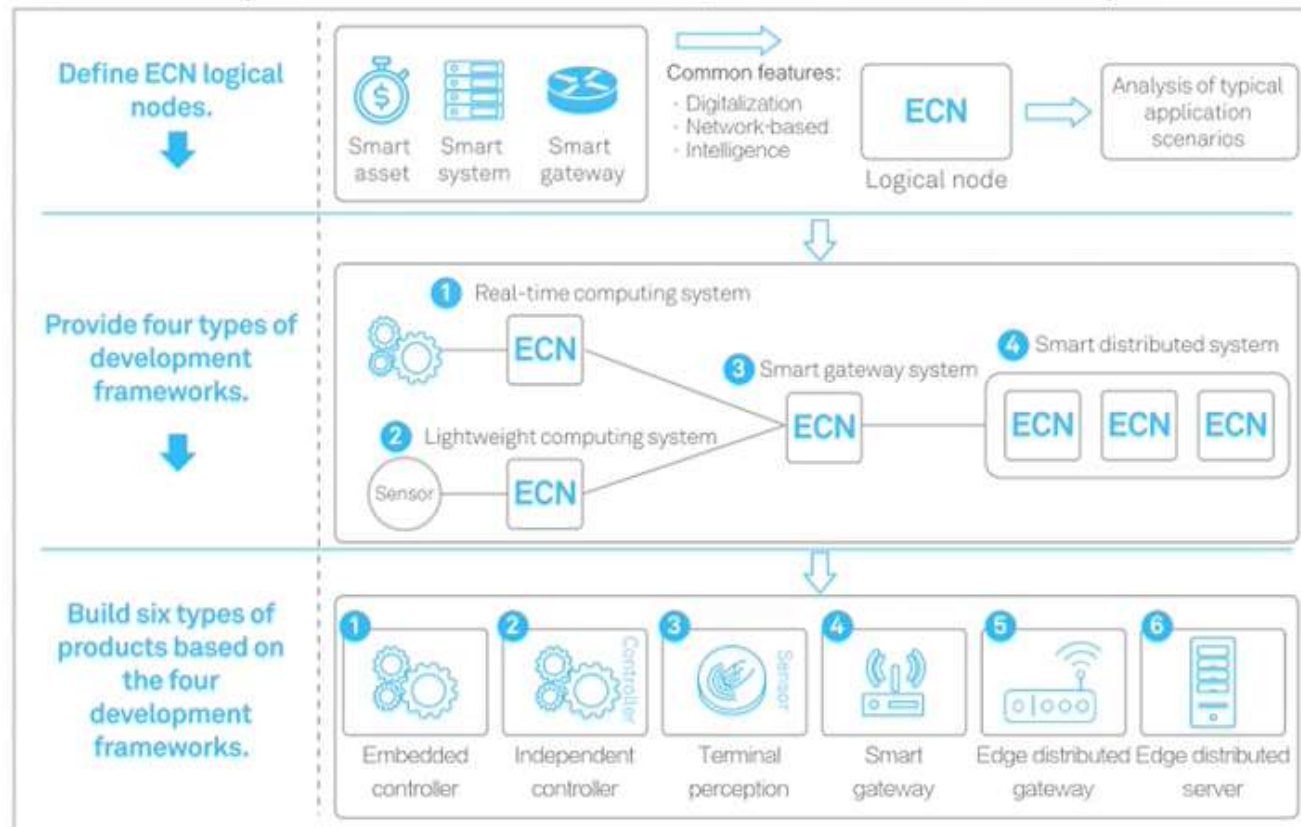 Define ECN logical
nodes.
$
Smart
asset
Smart
system
Smart
gateway
Common features:
· Digitalization
· Network-based
· Intelligence
ECN
Logical node
Analysis of typical
application
scenarios
Provide four types of
development
frameworks.
1 Real-time computing system
ECN
2 Lightweight computing system
Sensor
ECN
3 Smart gateway system
ECN
4 Smart distributed system
ECN ECN ECN
Build six types of
products based on
the four
development
frameworks.
1
Embedded
controller
2
Controller
Independent
controller
3
Sensor
Terminal
perception
4
Smart
gateway
5
Edge distributed
gateway
6
Edge distributed
server